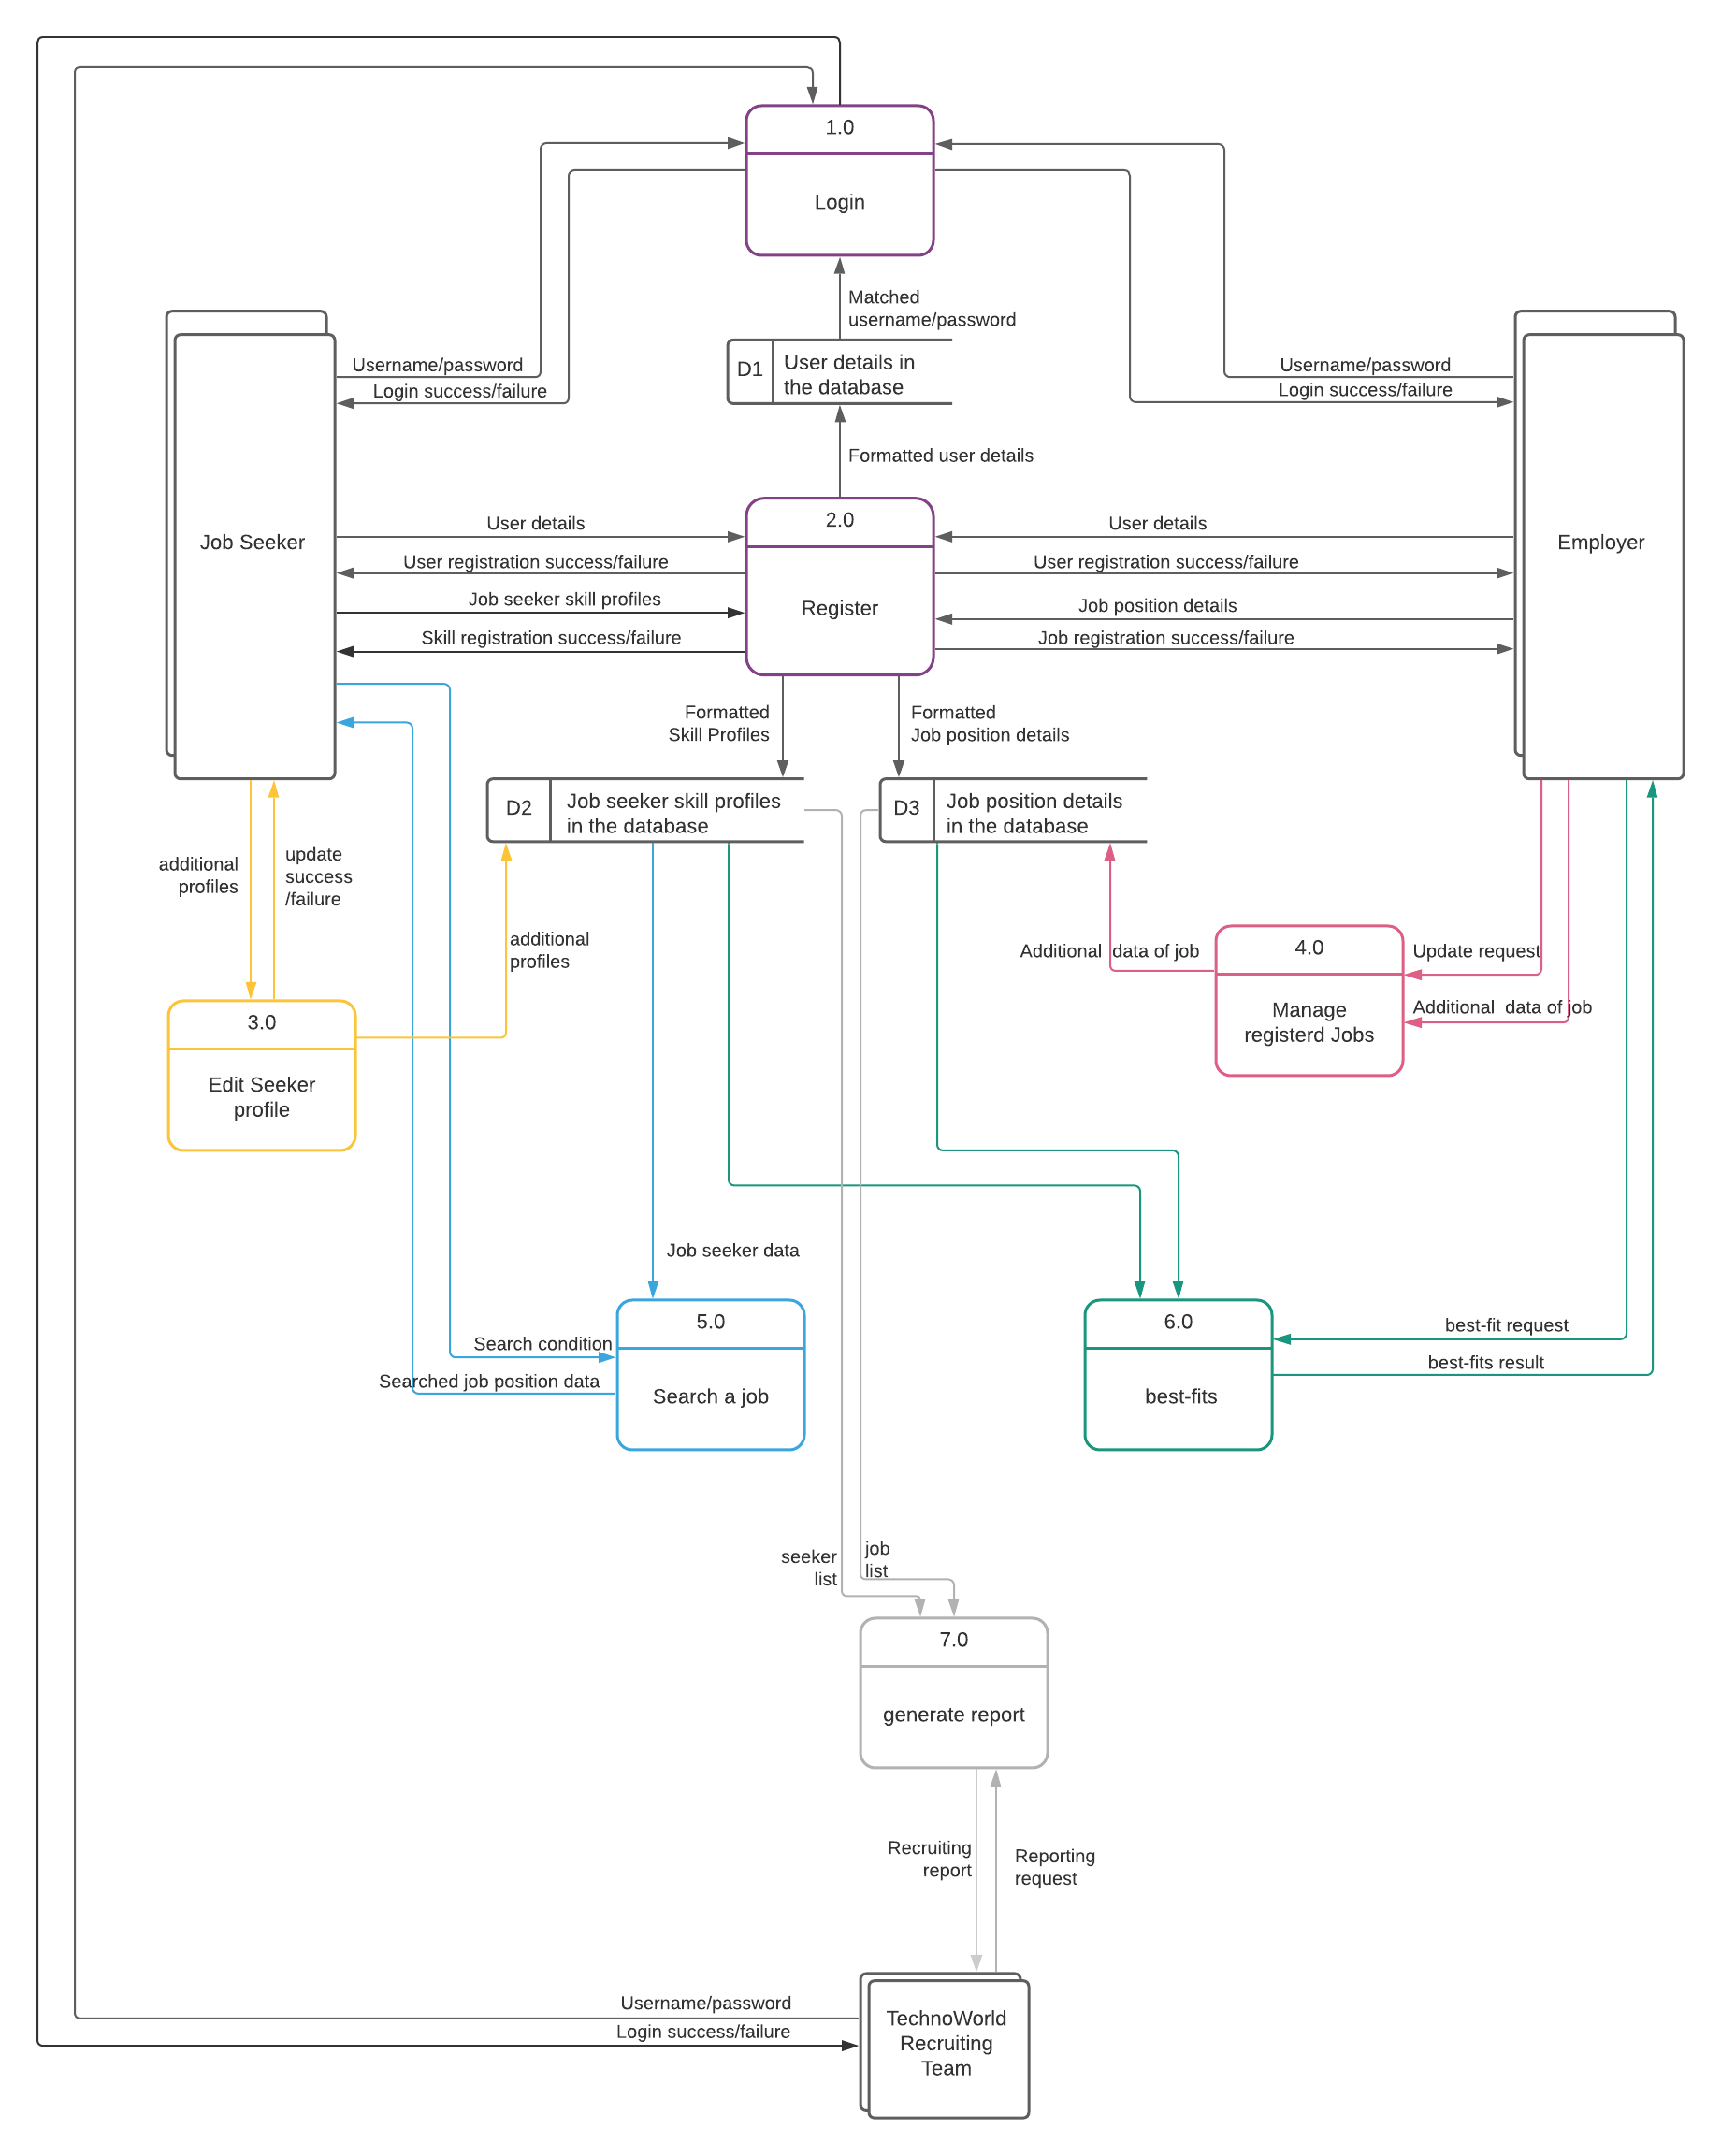 1.0
Login
Matched
username/password
Username/password
Login success/failure
Username/password
Login success/failure
D1
User details in
the database
Formatted user details
Job Seeker
Employer
2.0
Register
User details
User registration success/failure
Job seeker skill profiles
Skill registration success/failure
User details
User registration success/failure
Job position details
Job registration success/failure
Formatted
Skill Profiles
Formatted
Job position details
D2
Job seeker skill profiles
in the database
D3
Job position details
in the database
additional
profiles
update
success
/failure
additional
profiles
Additional  data of job
4.0
Manage
registerd Jobs
Update request
Additional  data of job
3.0
Edit Seeker
profile
Job seeker data
5.0
Search a job
Search condition
Searched job position data
6.0
best-fits
best-fit request
best-fits result
seeker
list
job
list
7.0
generate report
Recruiting
report
Reporting
request
Username/password
Login success/failure
TechnoWorld
Recruiting
Team